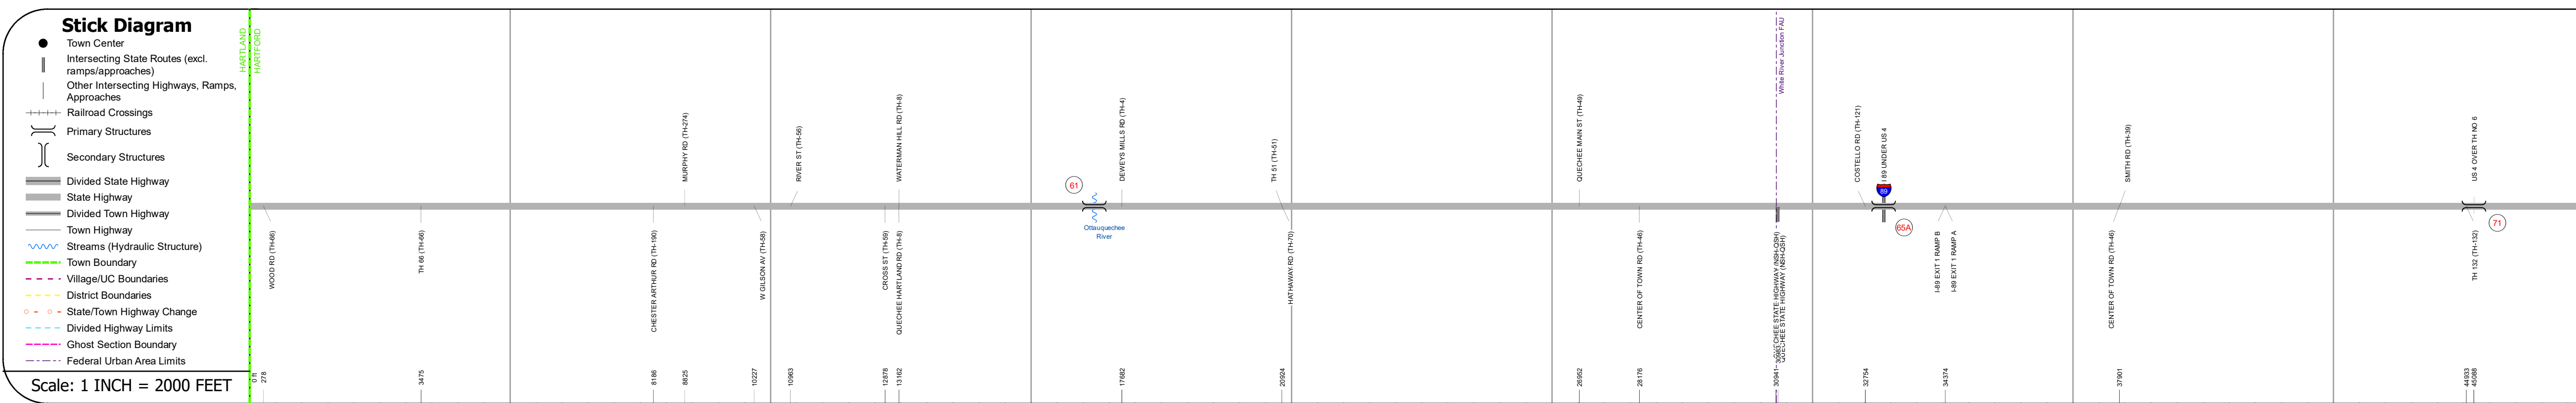 Stick Diagram
Town Center
Intersecting State Routes (excl.
ramps/approaches)
Other Intersecting Highways, Ramps,
Approaches
Railroad Crossings
Primary Structures
Secondary Structures
Divided State Highway
State Highway
Divided Town Highway
Town Highway
Streams (Hydraulic Structure)
Town Boundary
Village/UC Boundaries
District Boundaries
State/Town Highway Change
Divided Highway Limits
Ghost Section Boundary
Federal Urban Area Limits
Scale: 1 INCH = 2000 FEET
HARTLAND
HARTFORD
MURPHY RD (TH-274)
RIVER ST (TH-56)
WATERMAN HILL RD (TH-8)
61
DEWEYS MILLS RD (TH-4)
TH 51 (TH-51)
QUECHEE MAIN ST (TH-49)
White River Junction FAU
COSTELLO RD (TH-121)
I 89 UNDER US 4
89
SMITH RD (TH-39)
US 4 OVER TH NO 6
WOOD RD (TH-66)
TH 66 (TH-66)
CHESTER ARTHUR RD (TH-190)
W GILSON AV (TH-58)
CROSS ST (TH-59)
QUECHEE HARTLAND RD (TH-8)
Ottauquechee
River
HATHAWAY RD (TH-70)
CENTER OF TOWN RD (TH-46)
QUECHEE STATE HIGHWAY (NSH-QSH)
QUECHEE STATE HIGHWAY (NSH-QSH)
65A
I-89 EXIT 1 RAMP B
I-89 EXIT 1 RAMP A
CENTER OF TOWN RD (TH-46)
TH 132 (TH-132)
71
0 ft
278
3475
8186
8825
10227
10963
12878
13162
17682
20924
26952
28176
30941
30983
32754
34374
37901
44933
45088